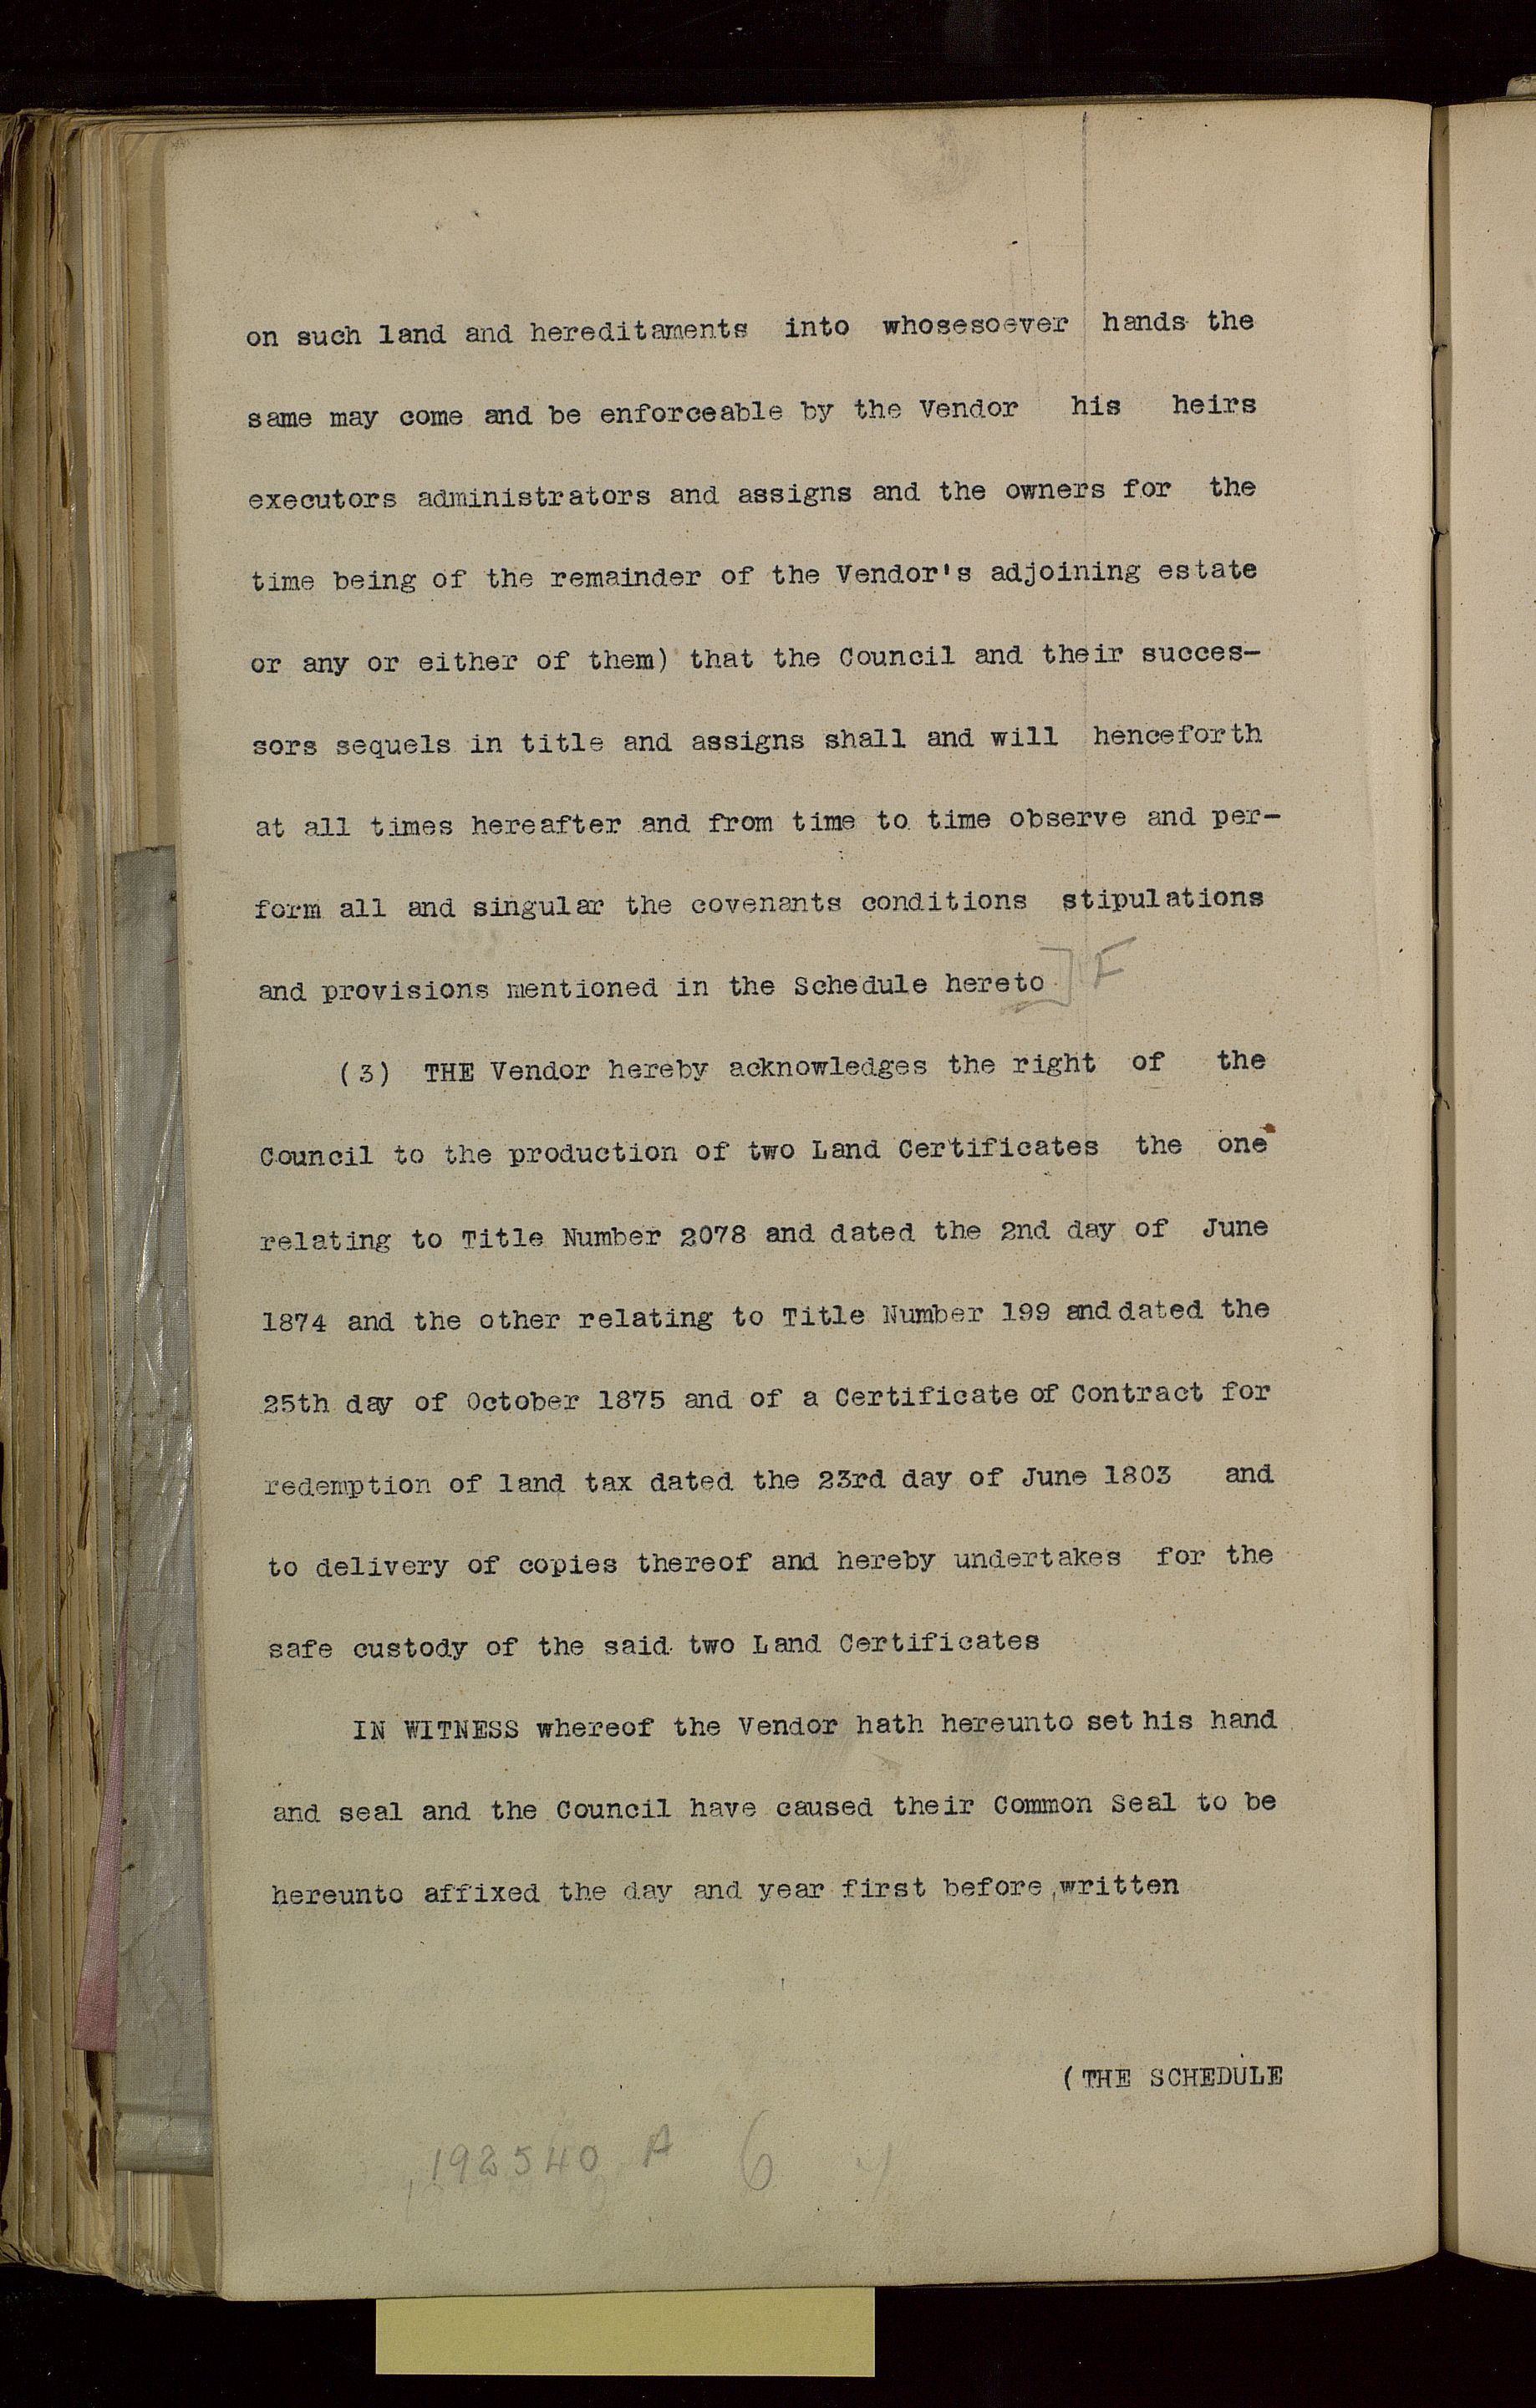 on such land and hereditaments into whosesoever hands the
same may come and be enforceable by the Vendor his heirs
executors administrators and assigns and the owners for the
time being of the remainder of the Vendor's adjoining estate
or any or either of them) that the Council and their succes-
sors sequels in title and assigns shall and will henceforth
at all times hereafter and from time to time observe and per-
form all and singular the covenants conditions stipulations
and provisions mentioned in the Schedule hereto ] F
(3) THE Vendor hereby acknowledges the right of the
Council to the production of two Land Certificates the one
relating to Title Number 2078 and dated the 2nd day of June
1874 and the other relating to Title Number 199 and dated the
25th day of October 1875 and of a Certificate of Contract for
redemption of land tax dated the 23rd day of June 1803 and
to delivery of copies thereof and hereby undertakes for the
safe custody of the said two Land Certificates
IN WITNESS whereof the Vendor hath hereunto set his hand
and seal and the Council have caused their Common Seal to be
hereunto affixed the day and year first before written
(THE SCHEDULE
192540 A 6